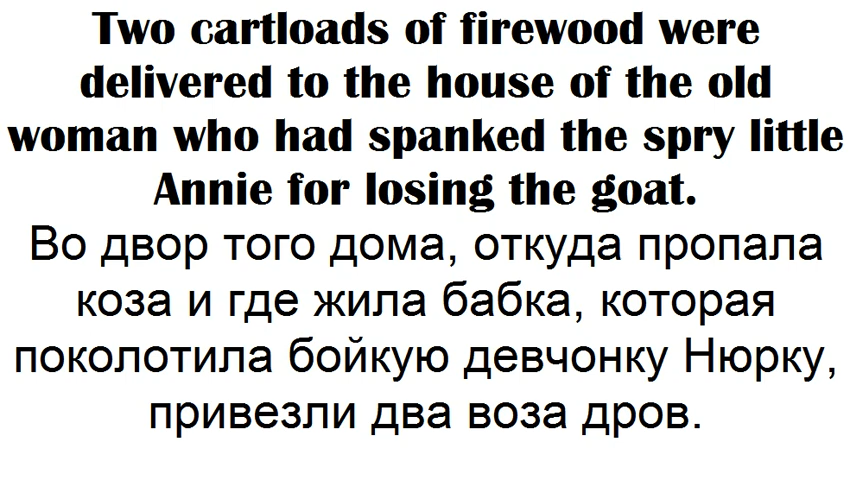 Two cartloads of firewood were
delivered to the house of the old
woman who had spanked the spry little
Annie for losing the goat.
Во двор того дома, откуда пропала
коза и где жила бабка, которая
поколотила бойкую девчонку Нюрку,
привезли два воза дров.